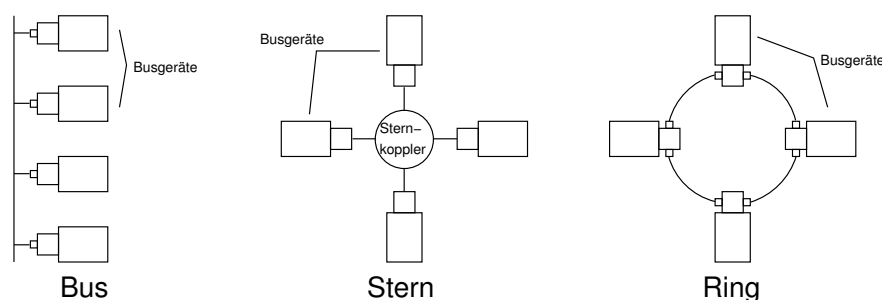 Busgeräte
Bus
Busgeräte
Stern−
koppler
Stern
Busgeräte
Ring